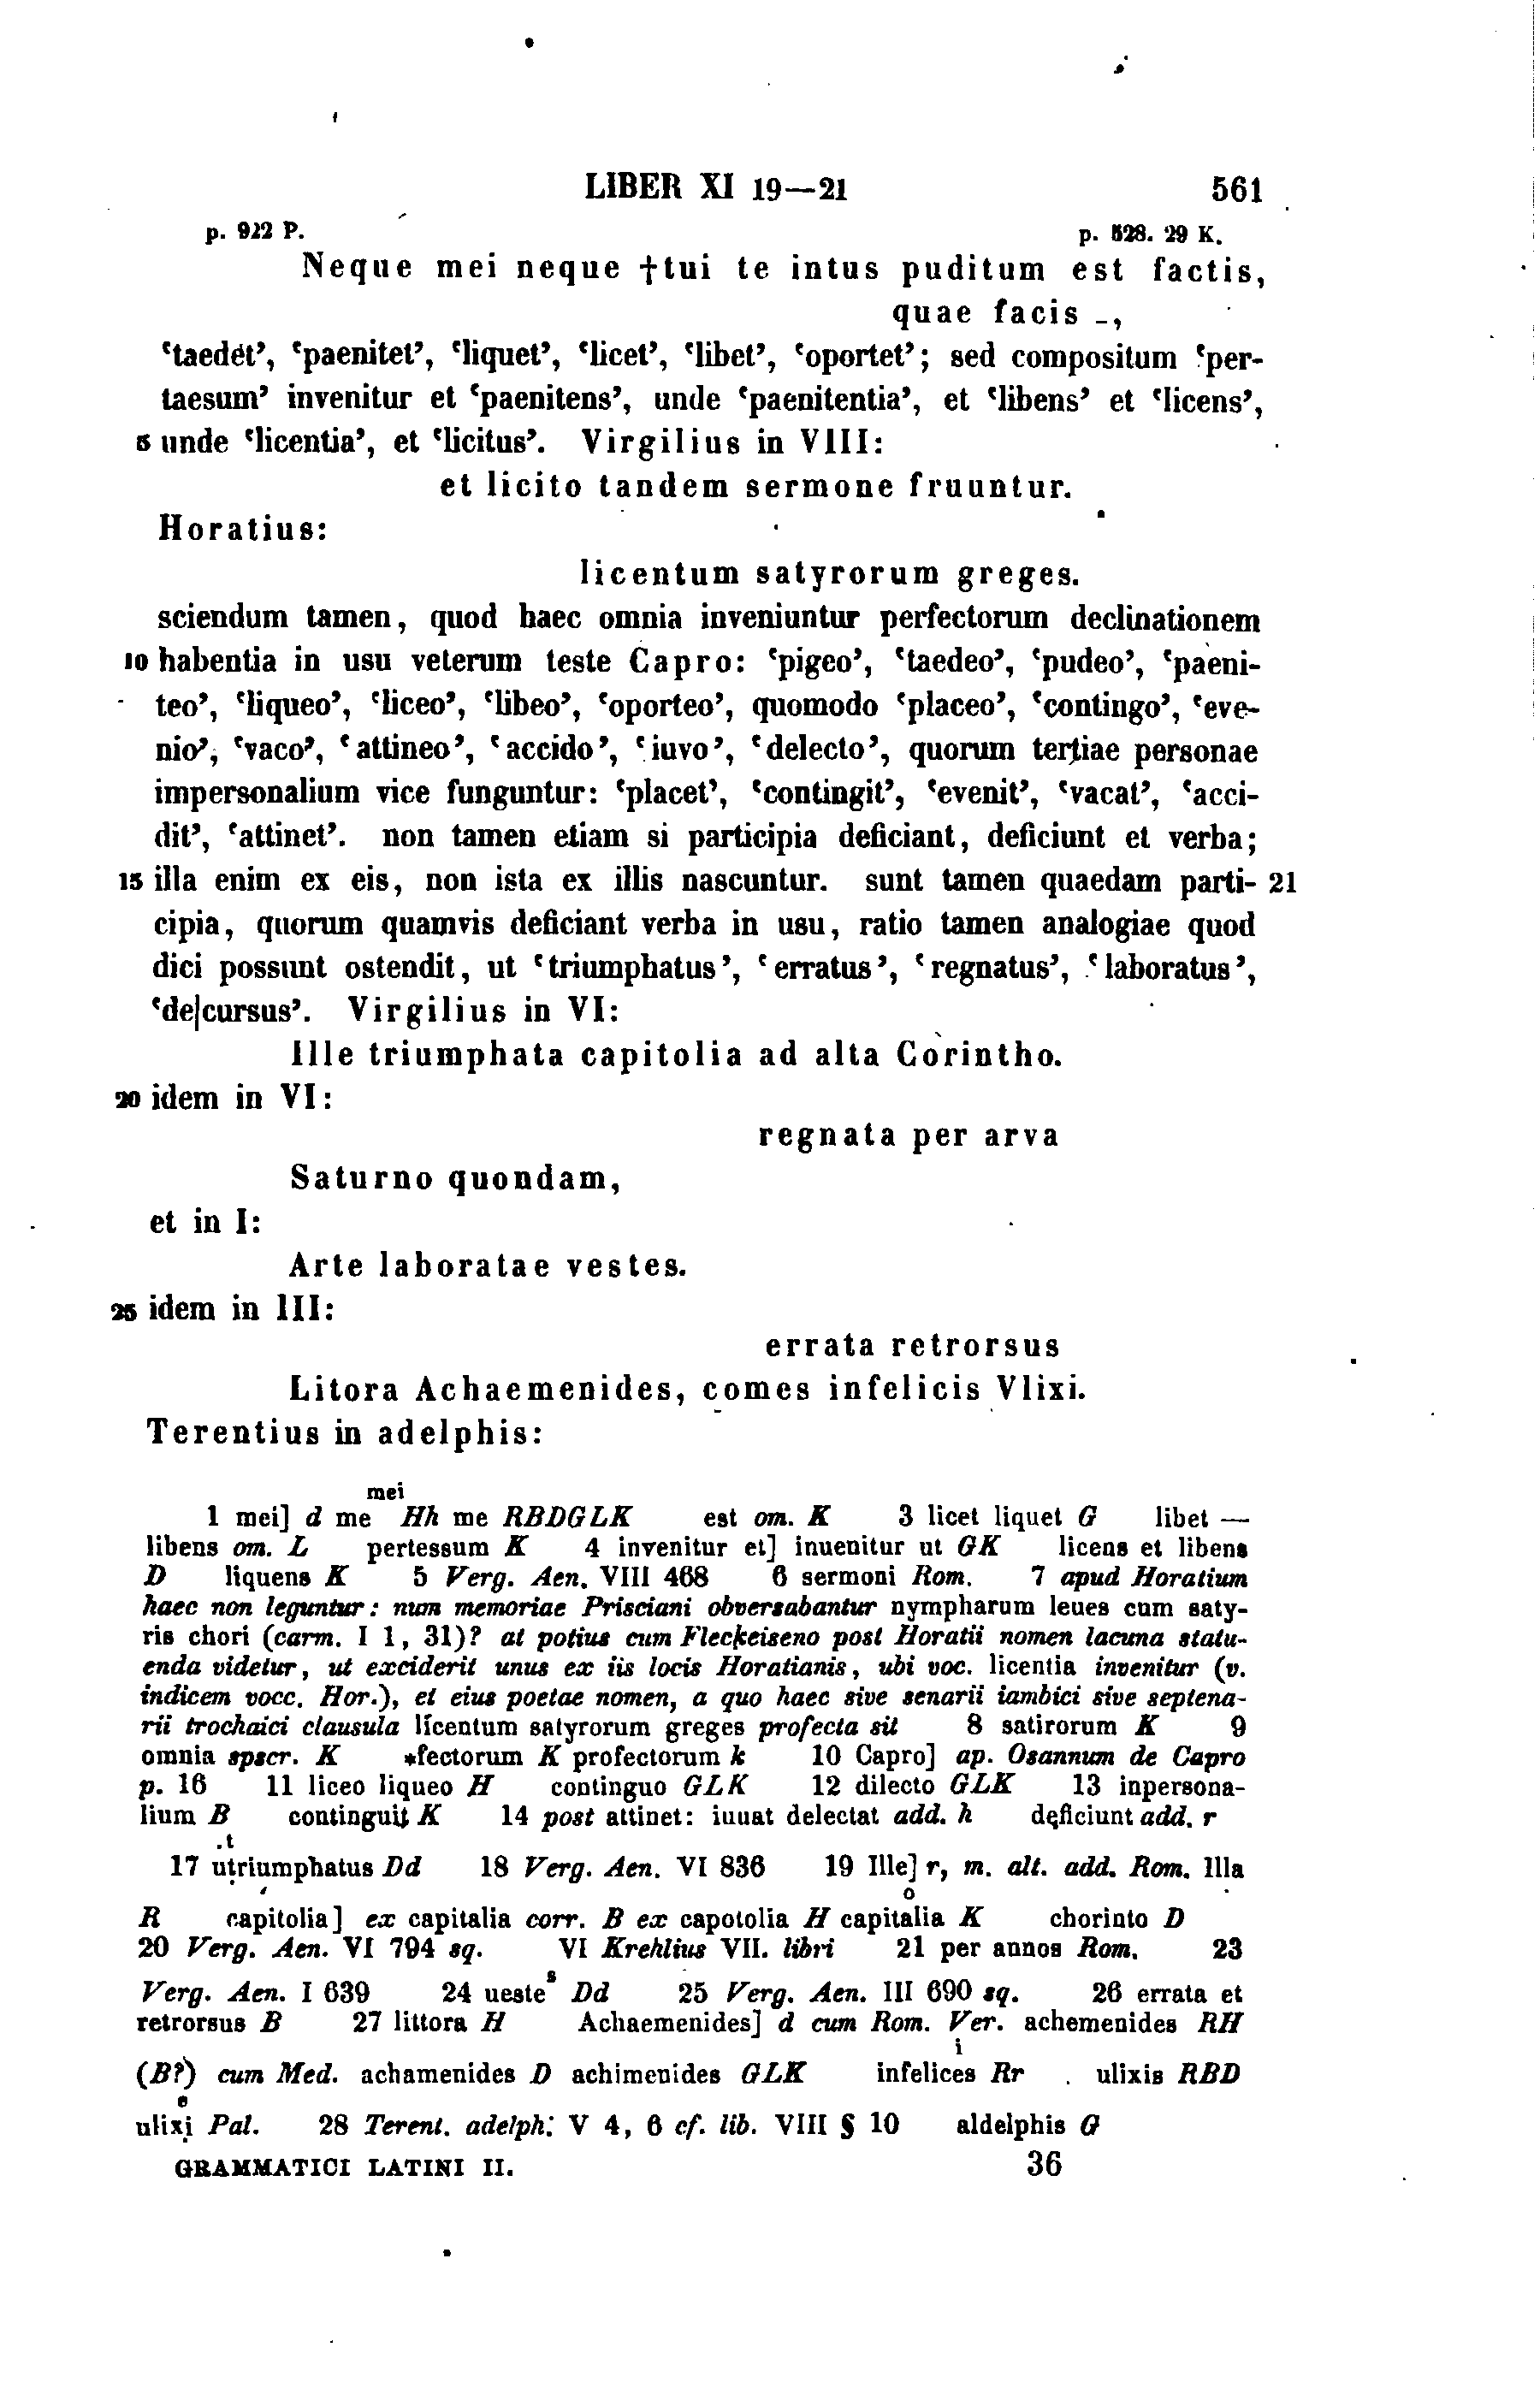 LIBER XI 19—21 561
p. 922 P. p. 528. 29 K.
Neque mei neque †tui te intus puditum est factis,
quae facis _,
‘taedet’, ‘paenitet’, ‘liquet’, ‘licet’, ‘libet’, ‘oportet’; sed compositum ‘per-
taesum’ invenitur et ‘paenitens’, unde ‘paenitentia’, et ‘libens’ et ‘licens’,
5 unde ‘licentia’, et ‘licitus’. Virgilius in VIII:
et licito tandem sermone fruuntur.
Horatius:
licentum satyrorum greges.
sciendum tamen, quod haec omnia inveniuntur perfectorum declinationem
10 habentia in usu veterum teste Capro: ‘pigeo’, ‘taedeo’, ‘pudeo’, ‘paeni-
teo’, ‘liqueo’, ‘liceo’, ‘libeo’, ‘oporteo’, quomodo ‘placeo’, ‘contingo’, ‘eve-
nio’, ‘vaco’, ‘attineo’, ‘accido’, ‘iuvo’, ‘delecto’, quorum tertiae personae
impersonalium vice funguntur: ‘placet’, ‘contingit’, ‘evenit’, ‘vacat’, ‘acci-
dit’, ‘attinet’. non tamen etiam si participia deficiant, deficiunt et verba;
15 illa enim ex eis, non ista ex illis nascuntur. sunt tamen quaedam parti- 21
cipia, quorum quamvis deficiant verba in usu, ratio tamen analogiae quod
dici possunt ostendit, ut ‘triumphatus’, ‘erratus’, ‘regnatus’, ‘laboratus’,
‘de|cursus’. Virgilius in VI:
Ille triumphata capitolia ad alta Corintho.
20 idem in VI:
regnata per arva
Saturno quondam,
et in I:
Arte laboratae vestes.
25 idem in III:
errata retrorsus
Litora Achaemenides, comes infelicis Vlixi.
Terentius in adelphis:
mei
1 mei] d me Hh me RBDGLK est om. K 3 licet liquet G libet —
libens om. L pertessum K 4 invenitur et] inuenitur ut GK licens et libens
D liquens K 5 Verg. Aen. VIII 468 6 sermoni Rom. 7 apud Horatium
haec non leguntur: num memoriae Prisciani obversabantur nympharum leues cum saty-
ris chori (carm. I 1, 31)? at potius cum Fleckeiseno post Horatii nomen lacuna statu-
enda videtur, ut exciderit unus ex iis locis Horatianis, ubi voc. licentia invenitur (v.
indicem vocc. Hor.), et eius poetae nomen, a quo haec sive senarii iambici sive septena-
rii trochaici clausula lícentum satyrorum greges profecta sit 8 satirorum K 9
omnia spscr. K *fectorum K profectorum k 10 Capro] ap. Osannum de Capro
p. 16 11 liceo liqueo H continguo GLK 12 dilecto GLK 13 inpersona-
lium B continguit K 14 post attinet: iuuat delectat add. h deficiunt add. r
.t
17 utriumphatus Dd 18 Verg. Aen. VI 836 19 Ille] r, m. alt. add. Rom. Illa
o
R capitolia] ex capitalia corr. B ex capotolia H capitalia K chorinto D
20 Verg. Aen. VI 794 sq. VI Krehlius VII. libri 21 per annos Rom. 23
s
Verg. Aen. I 639 24 ueste Dd 25 Verg. Aen. III 690 sq. 26 errata et
retrorsus B 27 littora H Achaemenides] d cum Rom. Ver. achemenides RH
i
(B?) cum Med. achamenides D achimenides GLK infelices Rr ulixis RBD
e
ulixi Pal. 28 Terent. adelph. V 4, 6 cf. lib. VIII § 10 aldelphis G
GRAMMATICI LATINI II. 36